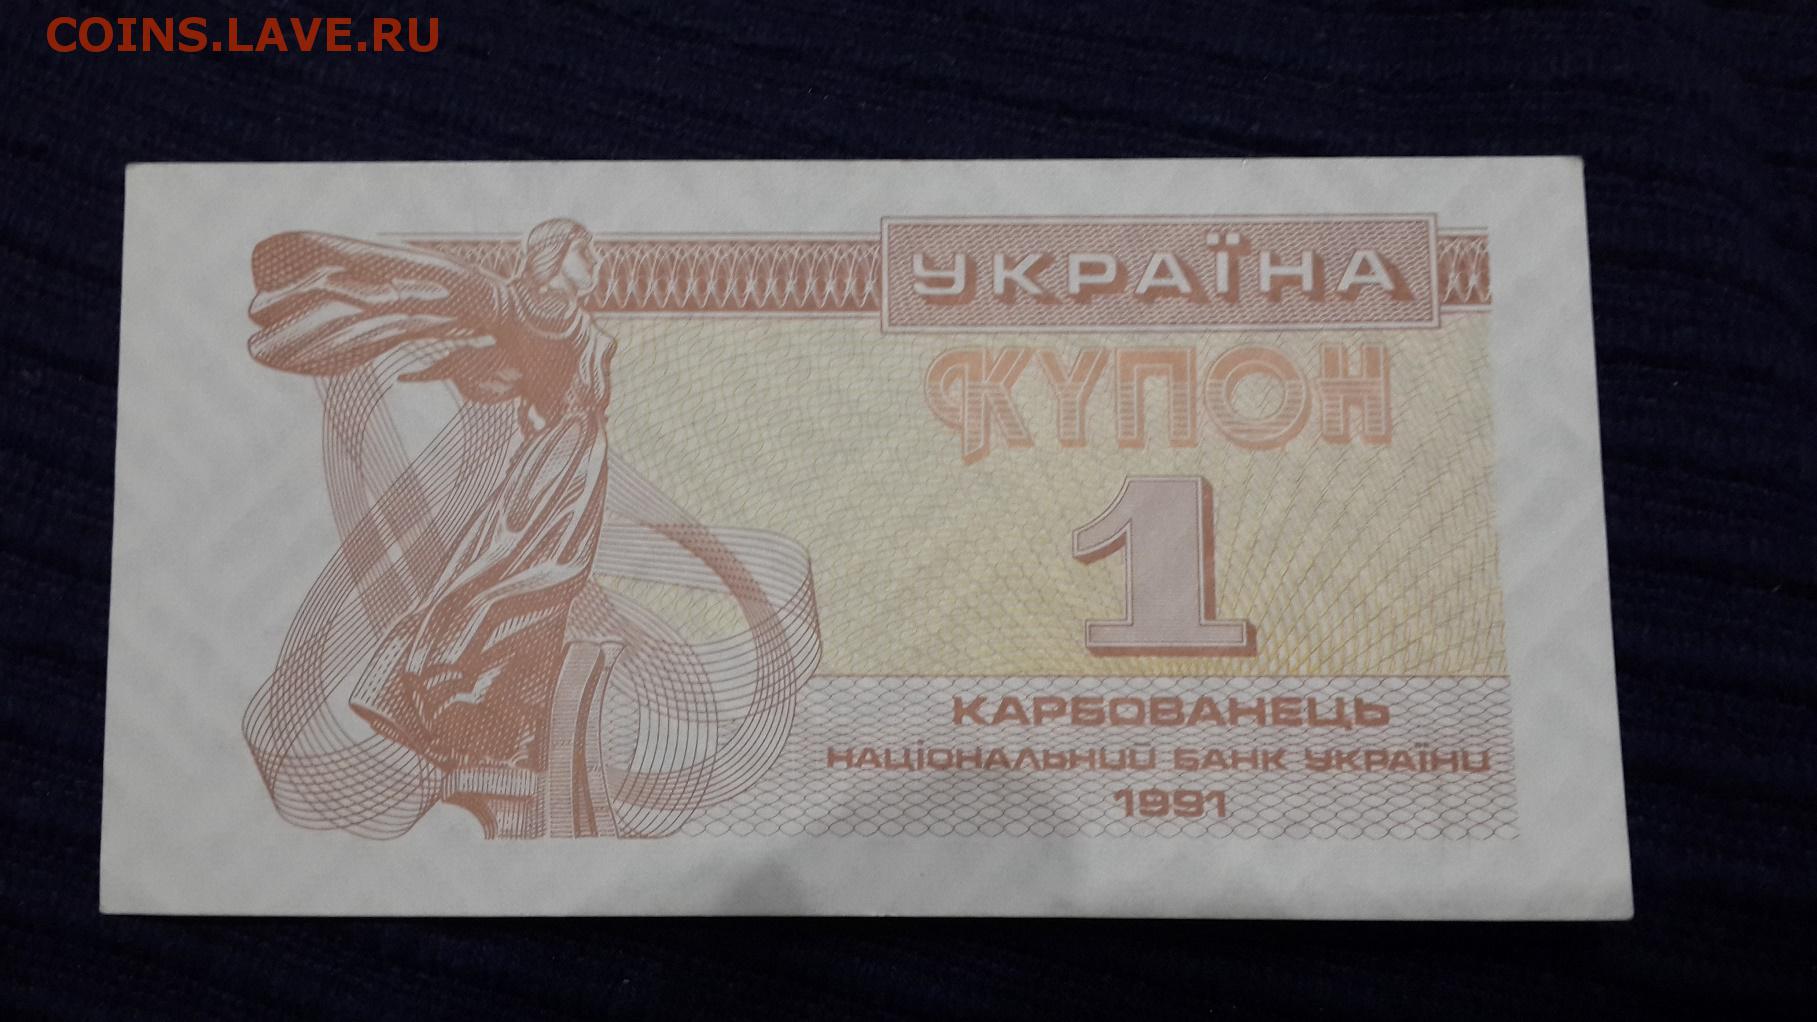 COINS.LAVE.RU
УКРАЇНА
КУПОН
1
КАРБОВАНЕЦЬ
НАЦІОНАЛЬНИЙ БАНК УКРАЇНИ
1991